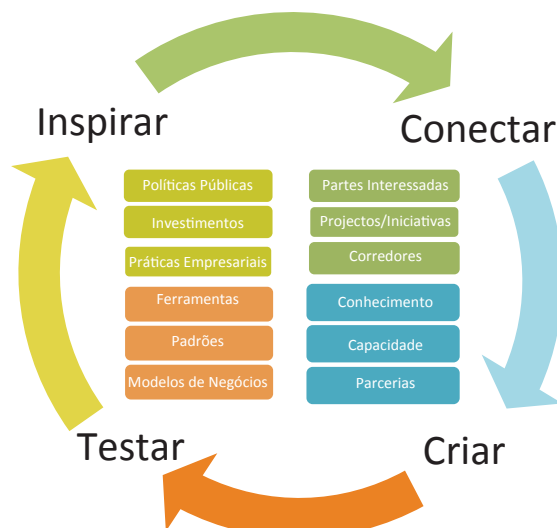 Inspirar
Conectar
Políticas Públicas
Investimentos
Práticas Empresariais
Partes Interessadas
Projectos/Iniciativas
Corredores
Ferramentas
Padrões
Modelos de Negócios
Conhecimento
Capacidade
Parcerias
Testar
Criar